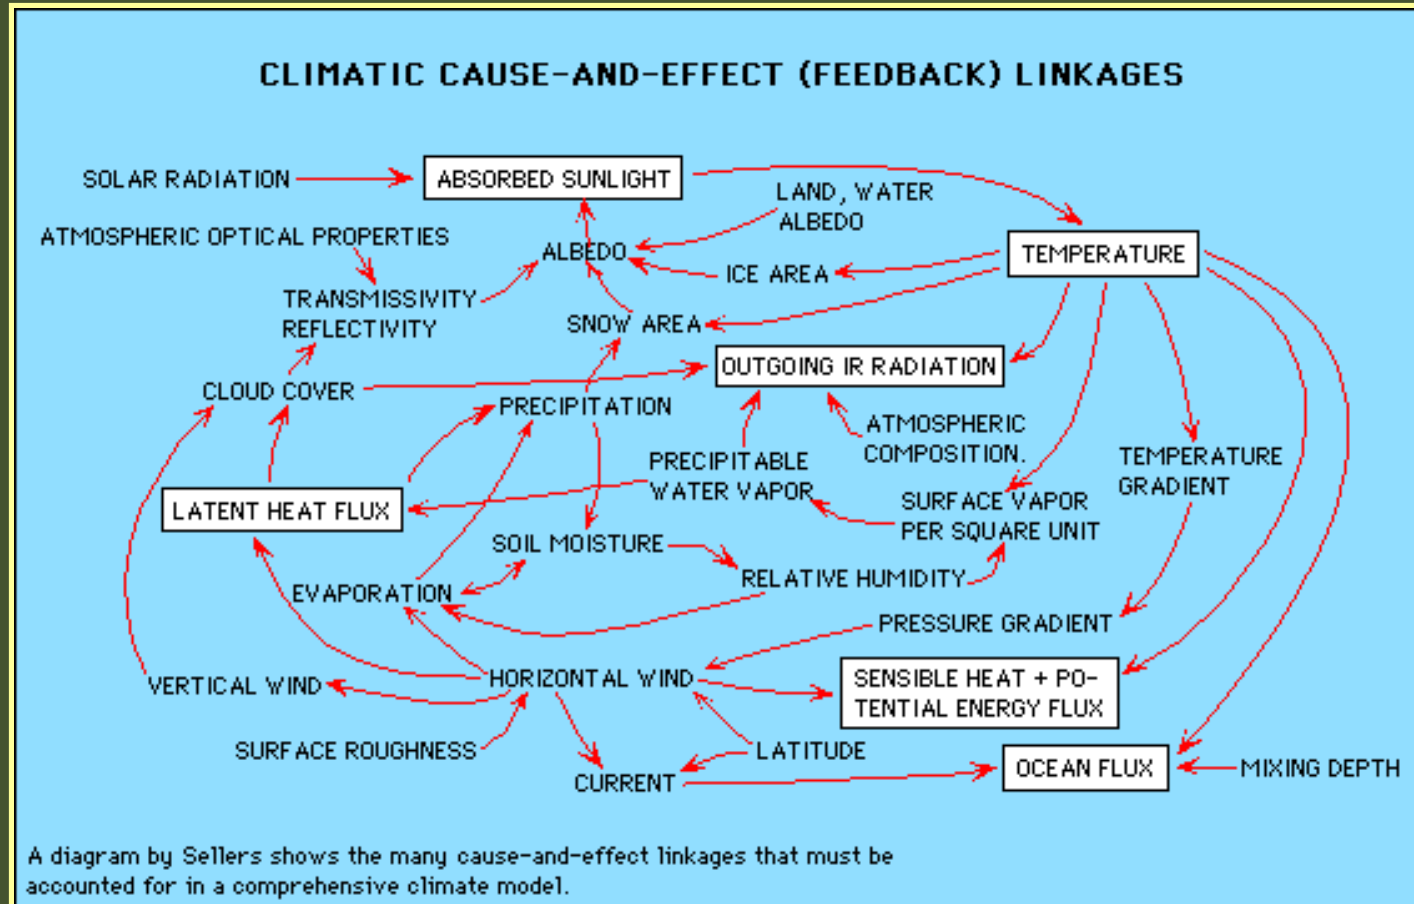 CLIMATIC CAUSE-AND-EFFECT (FEEDBACK) LINKAGES
SOLAR RADIATION
ABSORBED SUNLIGHT
LAND, WATER
ALBEDO
ATMOSPHERIC OPTICAL PROPERTIES
ALBEDO
TEMPERATURE
ICE AREA
TRANSMISSIVITY
REFLECTIVITY
SNOW AREA
OUTGOING IR RADIATION
CLOUD COVER
PRECIPITATION
ATMOSPHERIC
COMPOSITION.
PRECIPITABLE
WATER VAPOR
TEMPERATURE
GRADIENT
LATENT HEAT FLUX
SURFACE VAPOR
PER SQUARE UNIT
SOIL MOISTURE
RELATIVE HUMIDITY
EVAPORATION
PRESSURE GRADIENT
VERTICAL WIND
HORIZONTAL WIND
SENSIBLE HEAT + PO-
TENTIAL ENERGY FLUX
SURFACE ROUGHNESS
LATITUDE
CURRENT
OCEAN FLUX
MIXING DEPTH
A diagram by Sellers shows the many cause-and-effect linkages that must be
accounted for in a comprehensive climate model.